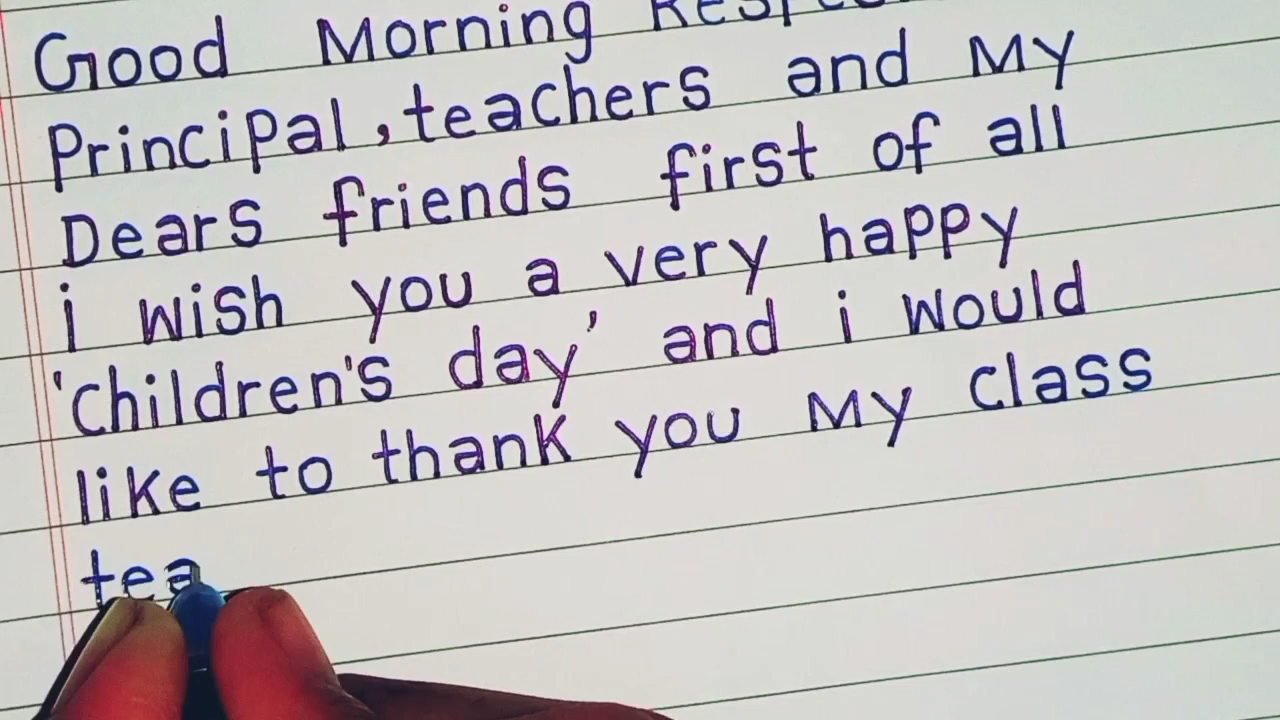 Good Morning
Principal, teachers and My
Dears friends first of all
i wish you a very happy
'children's day' and i would
like to thank you My class
tea